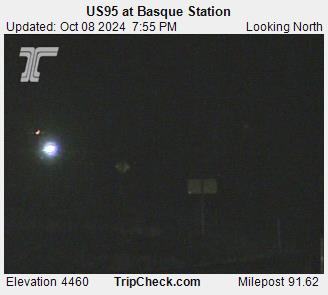 US95 at Basque Station
Updated: Oct 08 2024 7:55 PM Looking North
Elevation 4460 TripCheck.com Milepost 91.62